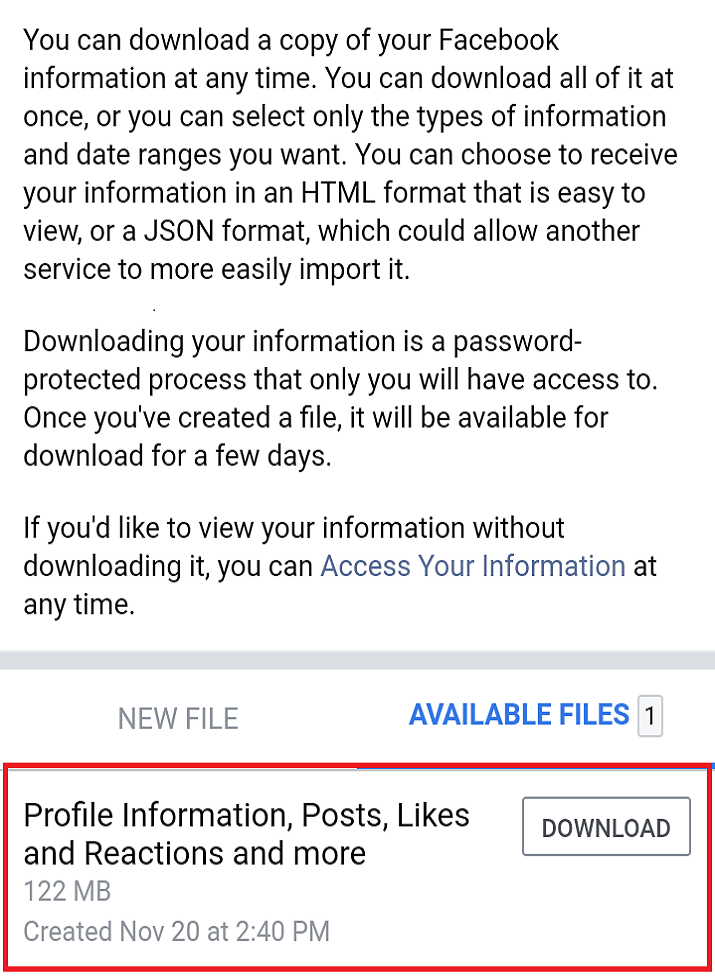 You can download a copy of your Facebook
information at any time. You can download all of it at
once, or you can select only the types of information
and date ranges you want. You can choose to receive
your information in an HTML format that is easy to
view, or a JSON format, which could allow another
service to more easily import it.
Downloading your information is a password-
protected process that only you will have access to.
Once you've created a file, it will be available for
download for a few days.
If you'd like to view your information without
downloading it, you can Access Your Information at
any time.
NEW FILE
AVAILABLE FILES 1
Profile Information, Posts, Likes
and Reactions and more
DOWNLOAD
122 MB
Created Nov 20 at 2:40 PM